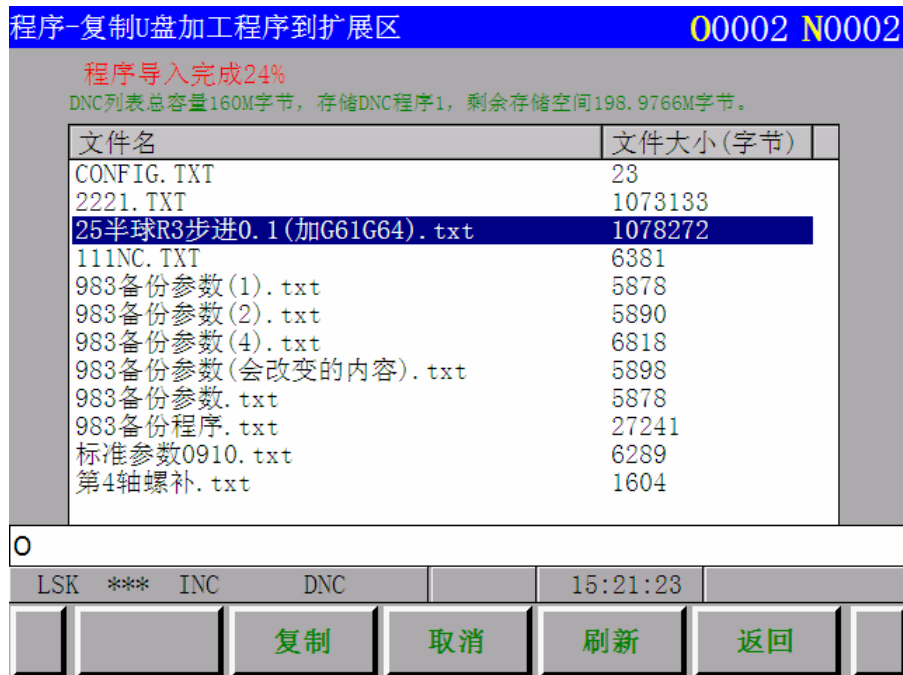 程序-复制U盘加工程序到扩展区 O0002 N0002
程序导入完成24%
DNC列表总容量160M字节，存储DNC程序1，剩余存储空间198.9766M字节。
文件名 文件大小(字节)
CONFIG.TXT 23
2221.TXT 1073133
25半球R3步进0.1(加G61G64).txt 1078272
111NC.TXT 6381
983备份参数(1).txt 5878
983备份参数(2).txt 5890
983备份参数(4).txt 6818
983备份参数(会改变的内容).txt 5898
983备份参数.txt 5878
983备份程序.txt 27241
标准参数0910.txt 6289
第4轴螺补.txt 1604
O
LSK *** INC DNC 15:21:23
复制 取消 刷新 返回